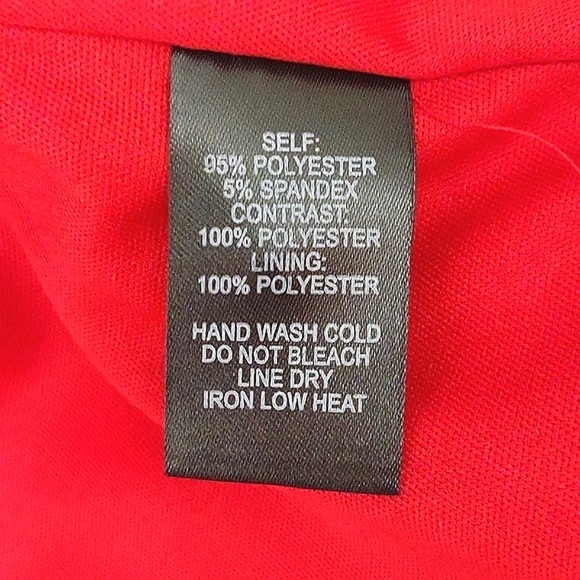 SELF:
95% POLYESTER
5% SPANDEX
CONTRAST:
100% POLYESTER
LINING:
100% POLYESTER
HAND WASH COLD
DO NOT BLEACH
LINE DRY
IRON LOW HEAT